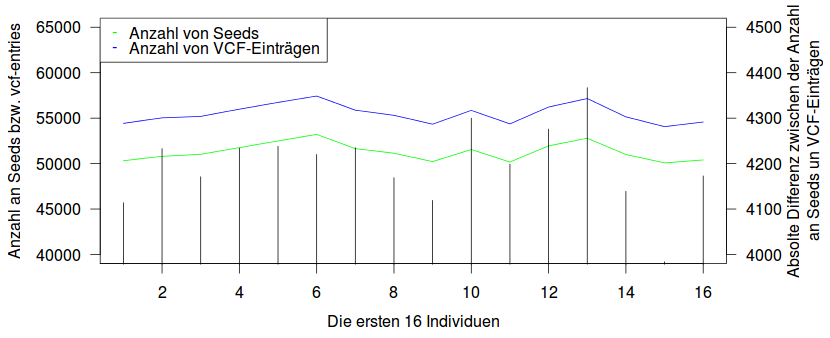 Anzahl von Seeds
Anzahl von VCF-Einträgen
Anzahl an Seeds bzw. vcf-entries
65000
60000
55000
50000
45000
40000
4500
4400
4300
4200
4100
4000
Absolte Differenz zwischen der Anzahl
an Seeds un VCF-Einträgen
2 4 6 8 10 12 14 16
Die ersten 16 Individuen